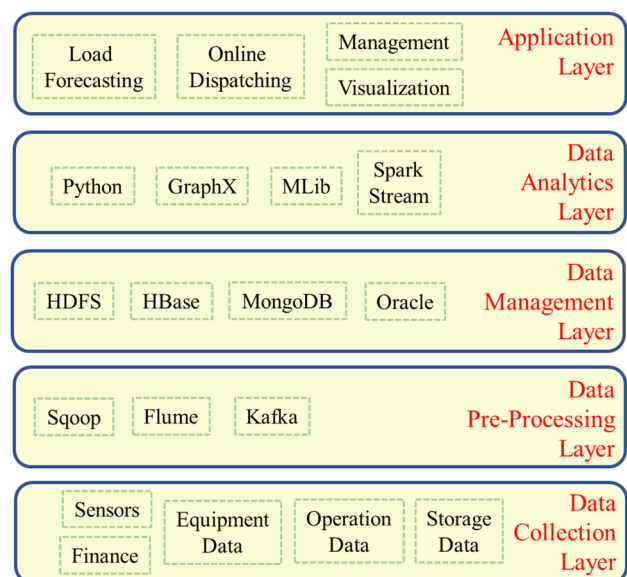 Load
Forecasting
Online
Dispatching
Management
Visualization
Application
Layer
Python
GraphX
MLib
Spark
Stream
Data
Analytics
Layer
HDFS
HBase
MongoDB
Oracle
Data
Management
Layer
Sqoop
Flume
Kafka
Data
Pre-Processing
Layer
Sensors
Finance
Equipment
Data
Operation
Data
Storage
Data
Data
Collection
Layer